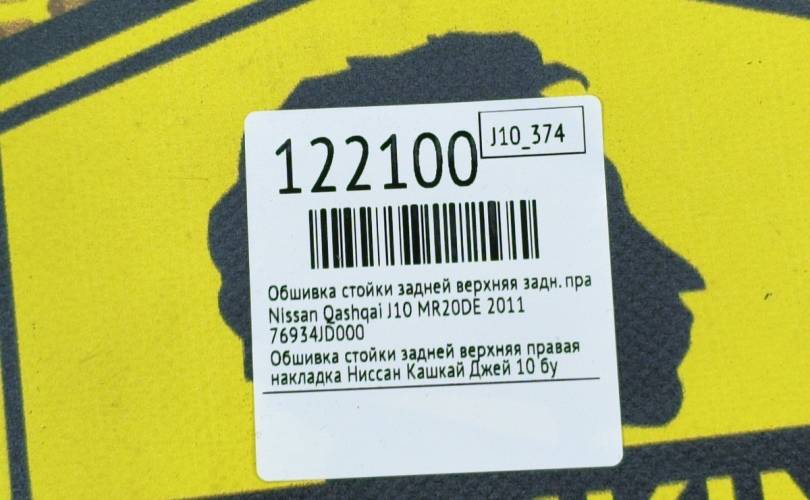 122100
J10_374
Обшивка стойки задней верхняя задн. пра
Nissan Qashqai J10 MR20DE 2011
76934JD000
Обшивка стойки задней верхняя правая
накладка Ниссан Кашкай Джей 10 бу